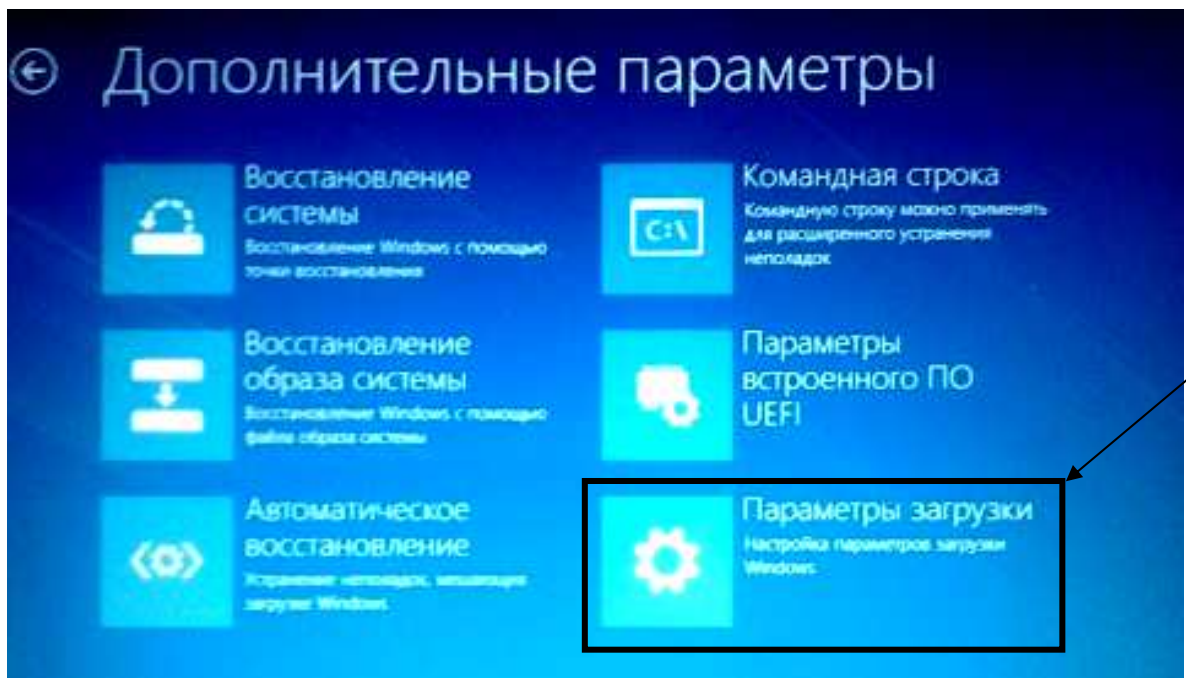 Дополнительные параметры
Восстановление
системы
Восстановление Windows с помощью
точки восстановления
Восстановление
образа системы
Восстановление Windows с помощью
файла образа системы
Автоматическое
восстановление
Устранение неполадок, мешающих
загрузке Windows
Командная строка
Командную строку можно применять
для расширенного устранения
неполадок
C:\
Параметры
встроенного ПО
UEFI
Параметры загрузки
Настройка параметров загрузки
Windows